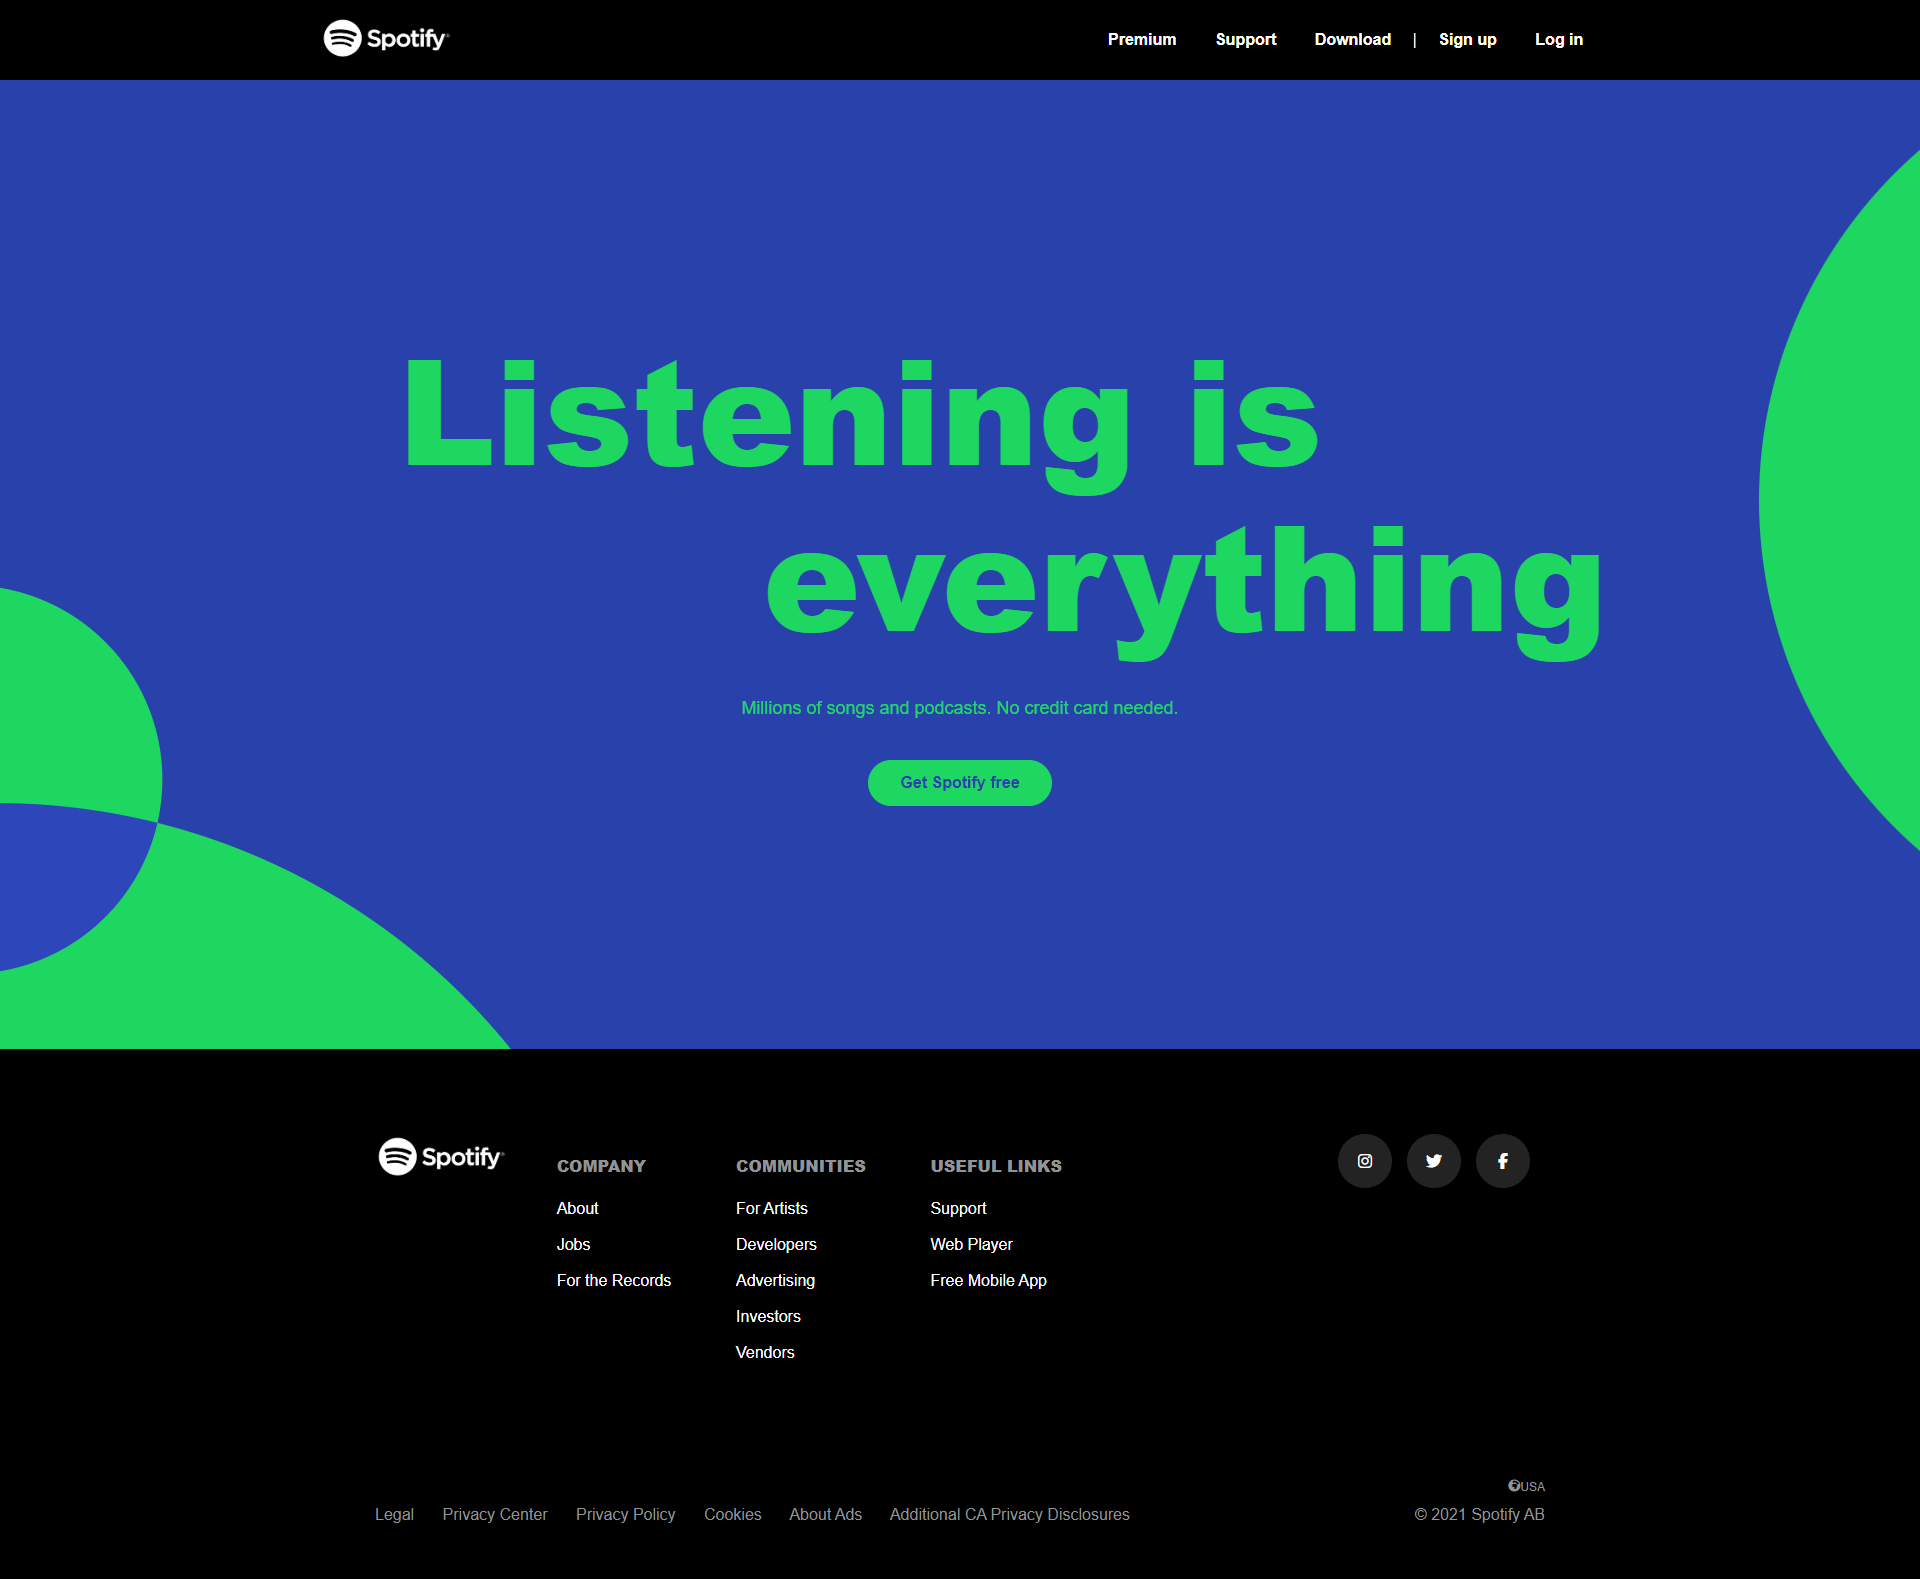 Spotify
Premium Support Download | Sign up Log in
Listening is
everything
Millions of songs and podcasts. No credit card needed.
Get Spotify free
Spotify
COMPANY
About
Jobs
For the Records
COMMUNITIES
For Artists
Developers
Advertising
Investors
Vendors
USEFUL LINKS
Support
Web Player
Free Mobile App
USA
Legal Privacy Center Privacy Policy Cookies About Ads Additional CA Privacy Disclosures
© 2021 Spotify AB